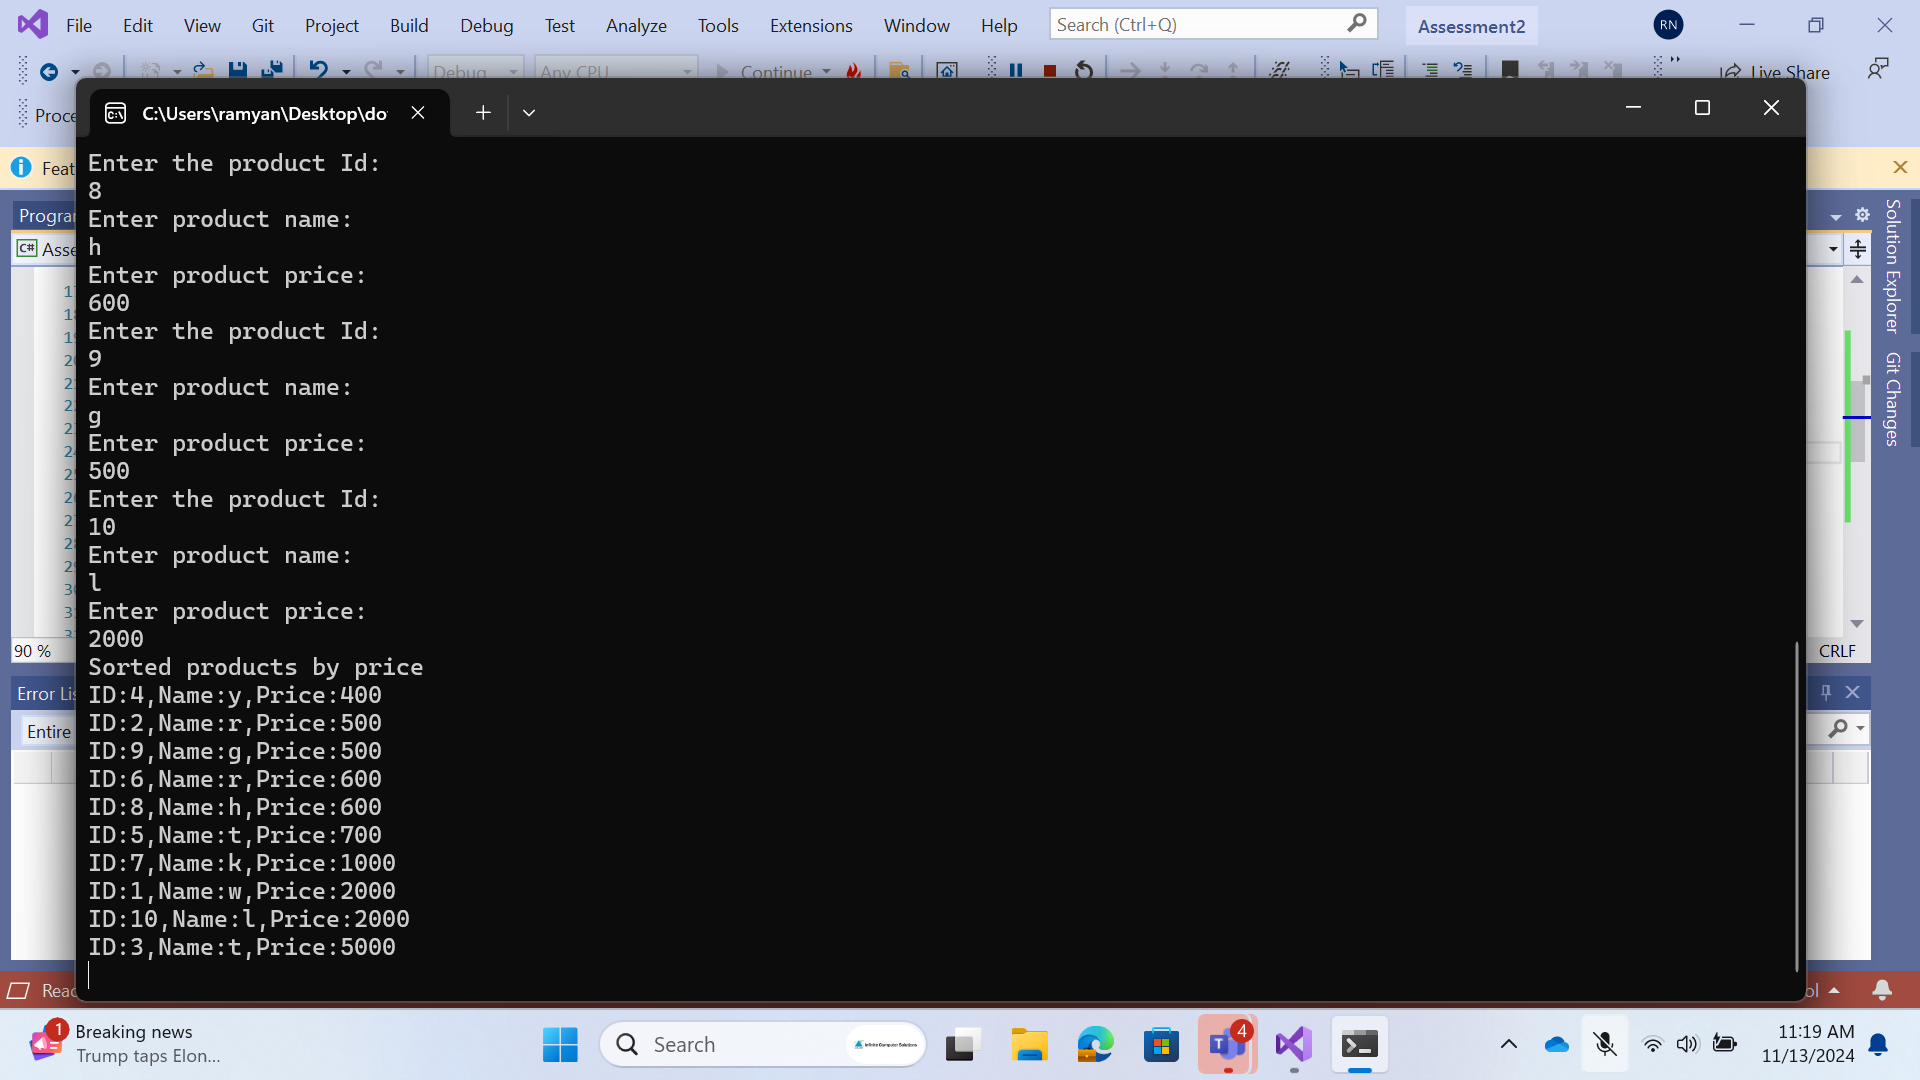 File Edit View Git Project Build Debug Test Analyze Tools Extensions Window Help Search (Ctrl+Q) Assessment2 RN
Debug Any CPU Continue Live Share
C:\Users\ramyan\Desktop\do
Proce
Feat
Enter the product Id:
8
Enter product name:
h
Enter product price:
600
Enter the product Id:
9
Enter product name:
g
Enter product price:
500
Enter the product Id:
10
Enter product name:
l
Enter product price:
2000
Sorted products by price
ID:4,Name:y,Price:400
ID:2,Name:r,Price:500
ID:9,Name:g,Price:500
ID:6,Name:r,Price:600
ID:8,Name:h,Price:600
ID:5,Name:t,Price:700
ID:7,Name:k,Price:1000
ID:1,Name:w,Price:2000
ID:10,Name:l,Price:2000
ID:3,Name:t,Price:5000
Progra
C# Asse
90 %
CRLF
Solution Explorer
Git Changes
Error Lis
Entire
Read
ol
1
Breaking news
Trump taps Elon...
Search
Infinite Computer Solutions
4
11:19 AM
11/13/2024